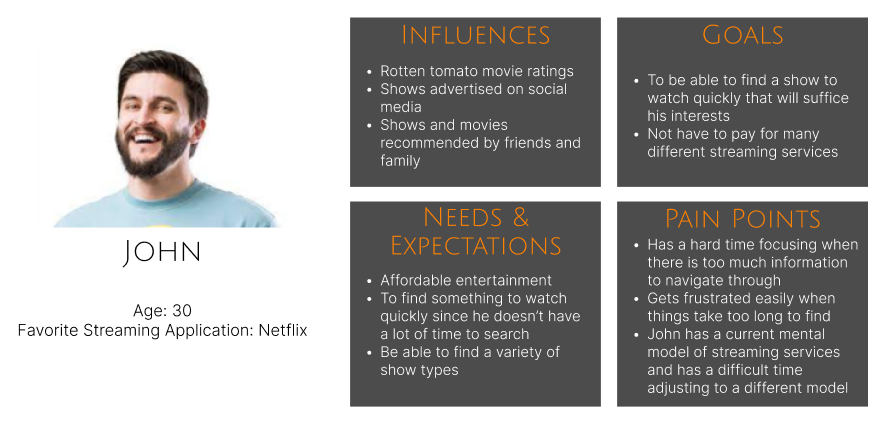 JOHN
Age: 30
Favorite Streaming Application: Netflix
INFLUENCES
• Rotten tomato movie ratings
• Shows advertised on social
media
• Shows and movies
recommended by friends and
family
GOALS
• To be able to find a show to
watch quickly that will suffice
his interests
• Not have to pay for many
different streaming services
NEEDS &
EXPECTATIONS
• Affordable entertainment
• To find something to watch
quickly since he doesn’t have
a lot of time to search
• Be able to find a variety of
show types
PAIN POINTS
• Has a hard time focusing when
there is too much information
to navigate through
• Gets frustrated easily when
things take too long to find
• John has a current mental
model of streaming services
and has a difficult time
adjusting to a different model